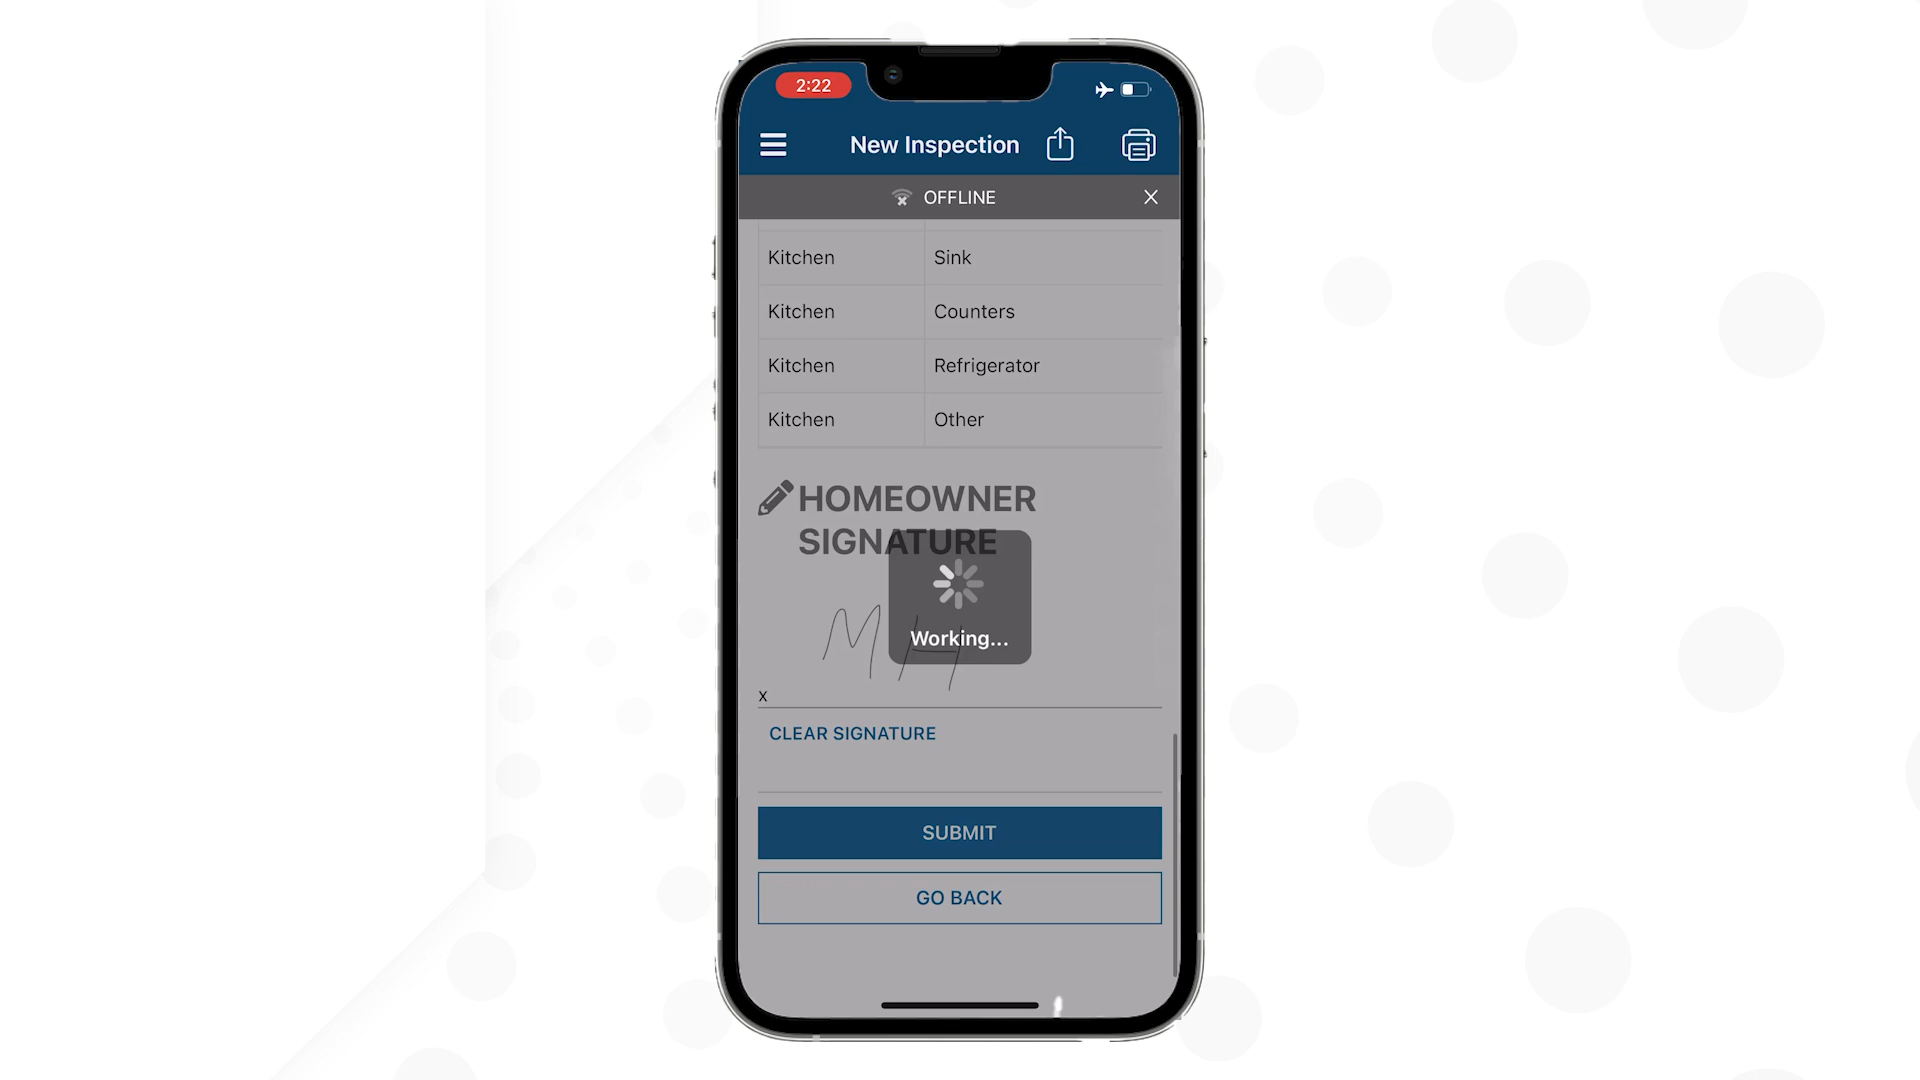 2:22
New Inspection
OFFLINE
Kitchen Sink
Kitchen Counters
Kitchen Refrigerator
Kitchen Other
HOMEOWNER
SIGNATURE
Working...
x
CLEAR SIGNATURE
SUBMIT
GO BACK